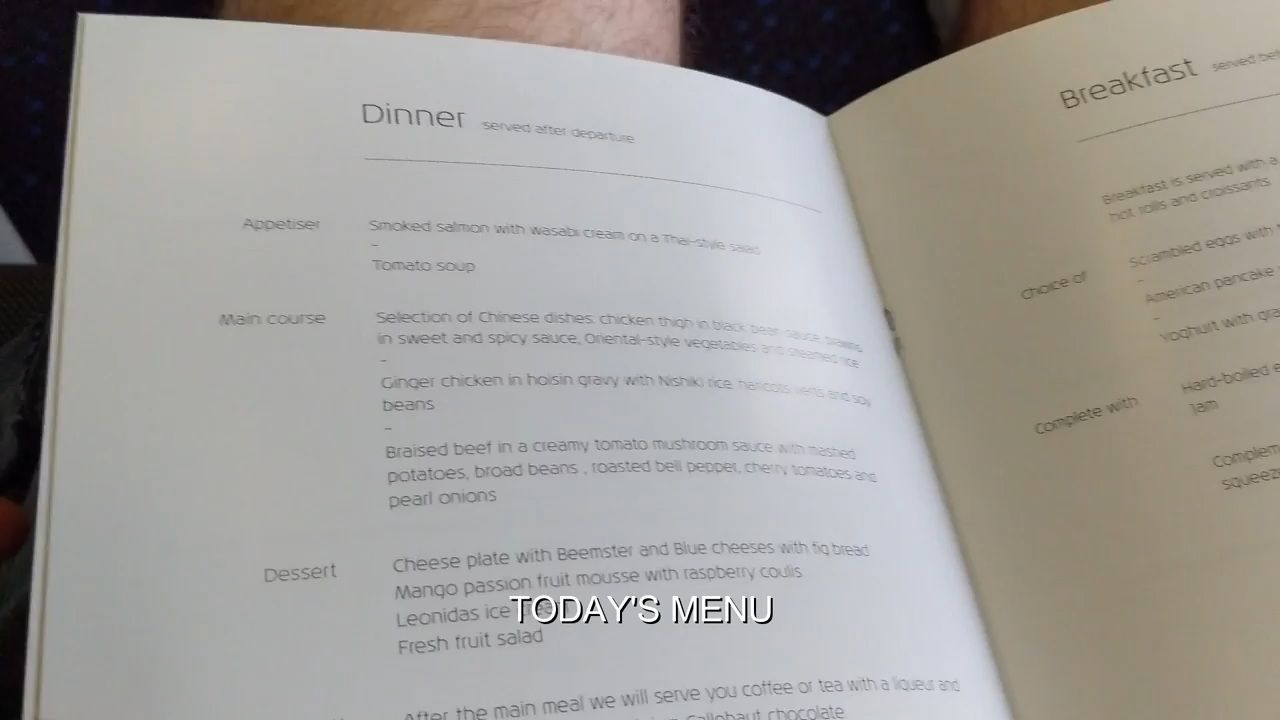 Dinner served after departure
Appetiser Smoked salmon with wasabi cream on a Thai-style salad
–
Tomato soup
Main course Selection of Chinese dishes: chicken thigh in black bean sauce, prawns
in sweet and spicy sauce, Oriental-style vegetables and steamed rice
–
Ginger chicken in hoisin gravy with Nishiki rice, haricots verts and soy
beans
–
Braised beef in a creamy tomato mushroom sauce with mashed
potatoes, broad beans , roasted bell pepper, cherry tomatoes and
pearl onions
Dessert Cheese plate with Beemster and Blue cheeses with fig bread
Mango passion fruit mousse with raspberry coulis
Leonidas ice
Fresh fruit salad
After the main meal we will serve you coffee or tea with a liqueur and
Callebaut chocolate
Breakfast served
Breakfast is served with a
hot rolls and croissants
Choice of Scrambled eggs with
–
American pancake
–
Yoghurt with
Complete with Hard-boiled
Jam
TODAY'S MENU